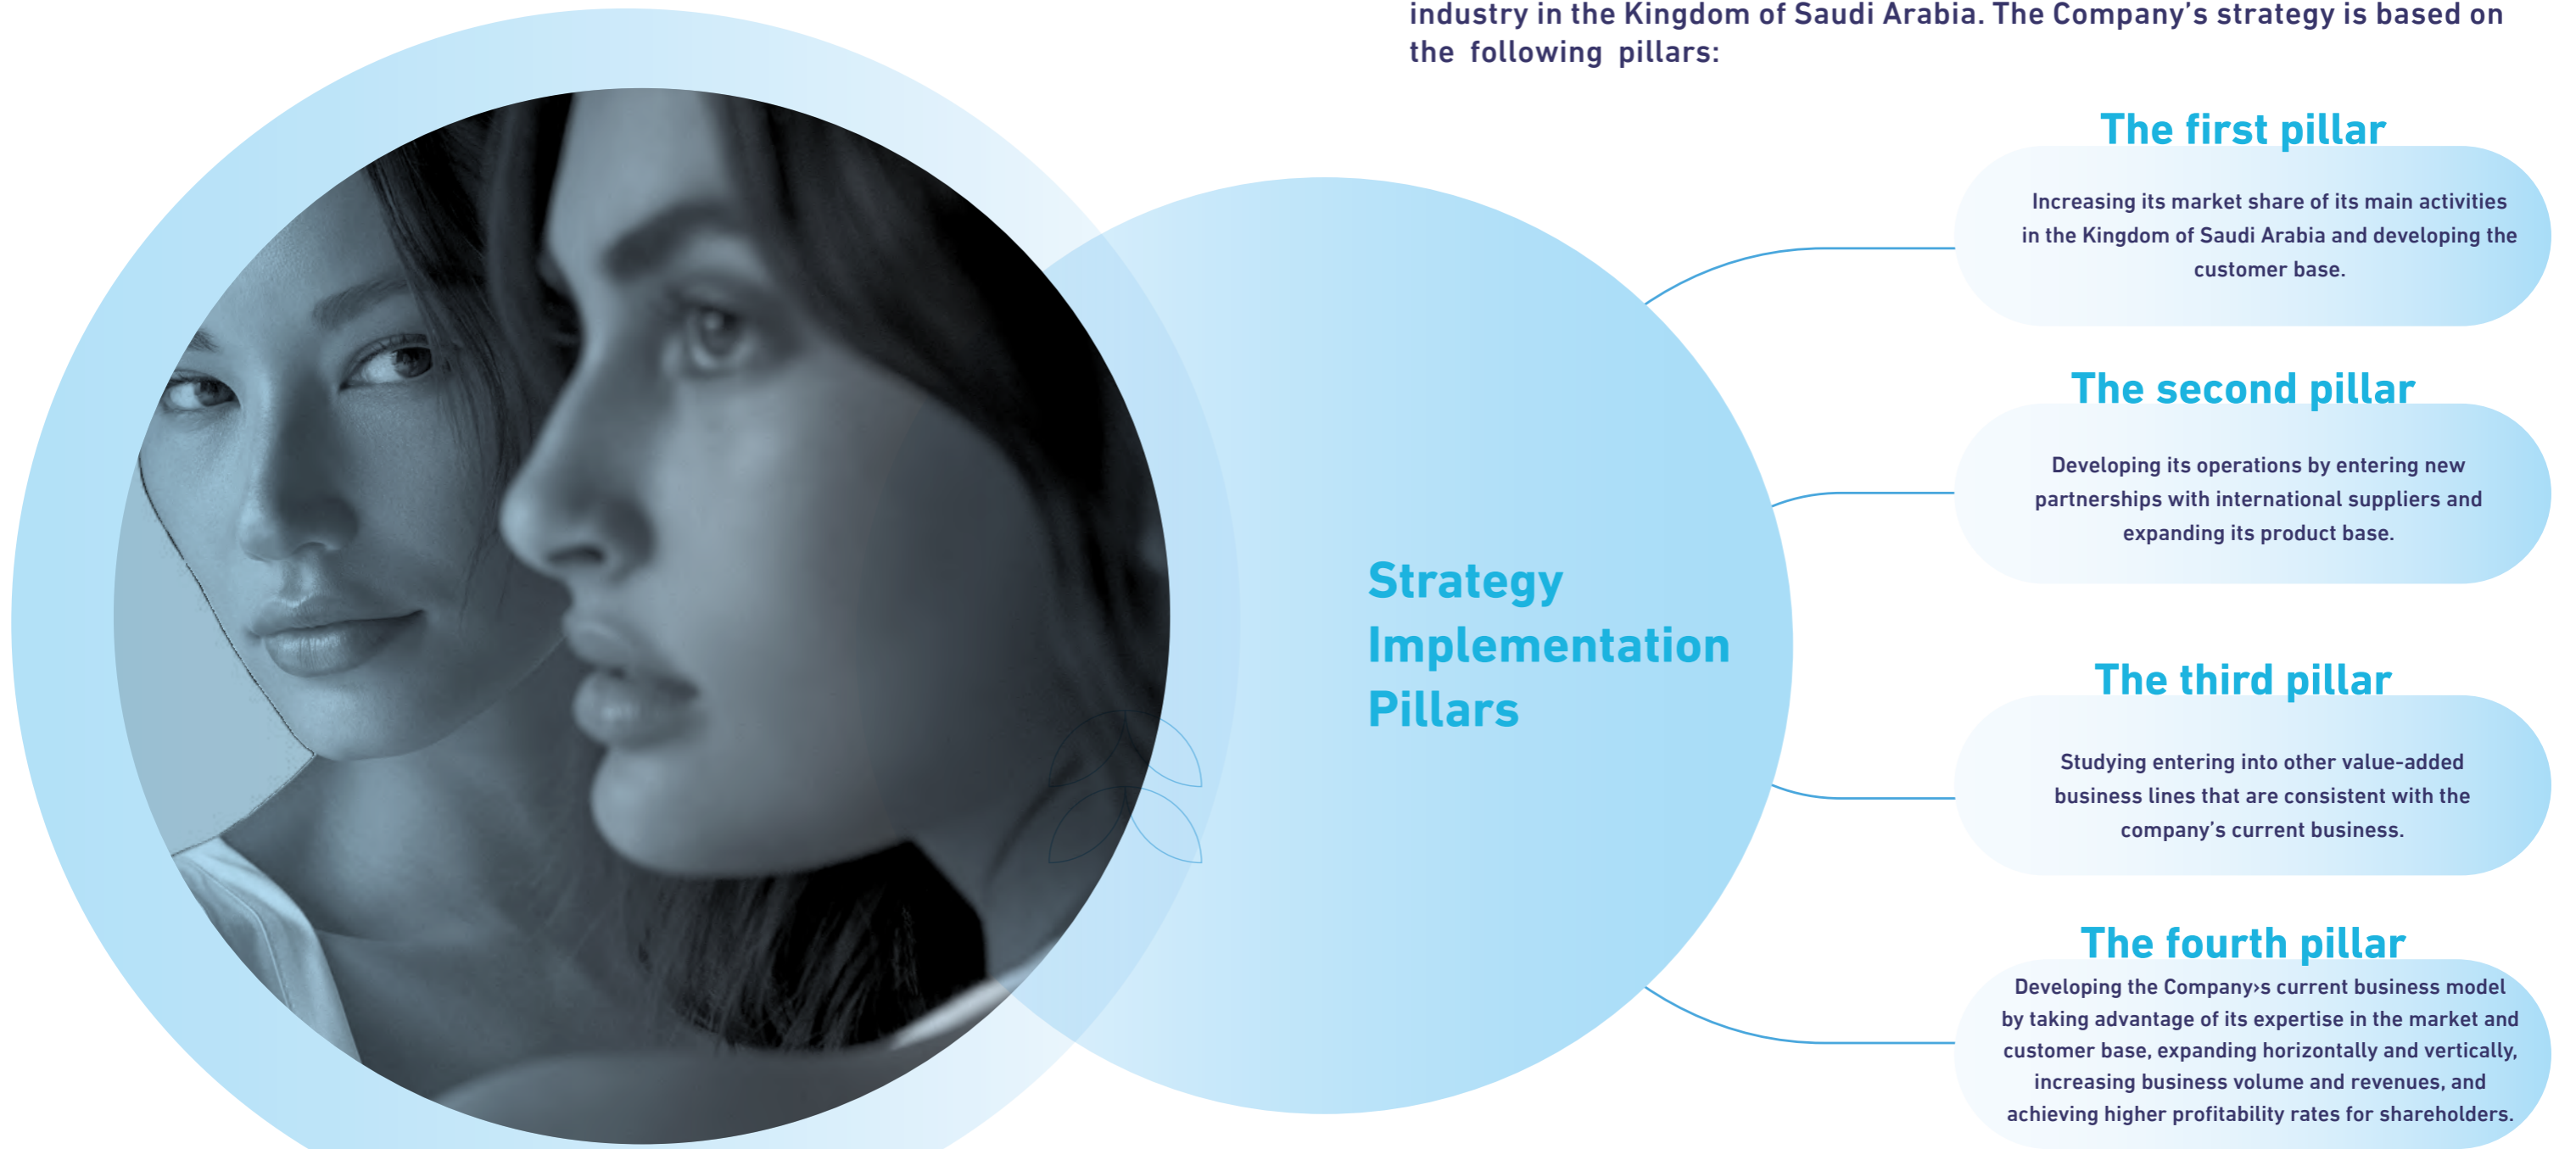 industry in the Kingdom of Saudi Arabia. The Company’s strategy is based on
the following pillars:
The first pillar
Increasing its market share of its main activities
in the Kingdom of Saudi Arabia and developing the
customer base.
The second pillar
Developing its operations by entering new
partnerships with international suppliers and
expanding its product base.
Strategy
Implementation
Pillars
The third pillar
Studying entering into other value-added
business lines that are consistent with the
company’s current business.
The fourth pillar
Developing the Company›s current business model
by taking advantage of its expertise in the market and
customer base, expanding horizontally and vertically,
increasing business volume and revenues, and
achieving higher profitability rates for shareholders.